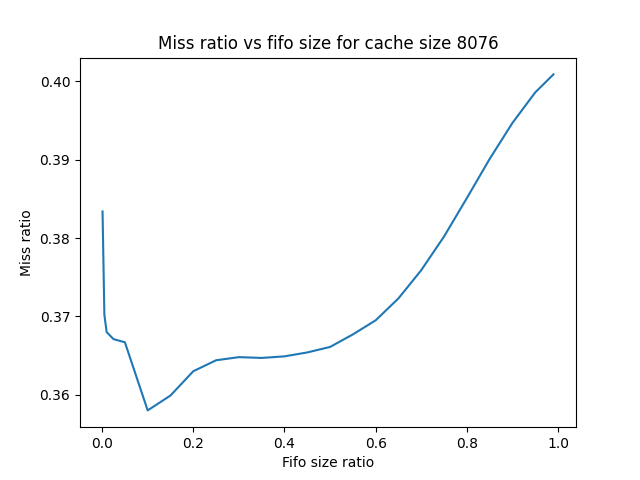 Miss ratio vs fifo size for cache size 8076
0.40
0.39
0.38
0.37
0.36
Miss ratio
0.0 0.2 0.4 0.6 0.8 1.0
Fifo size ratio